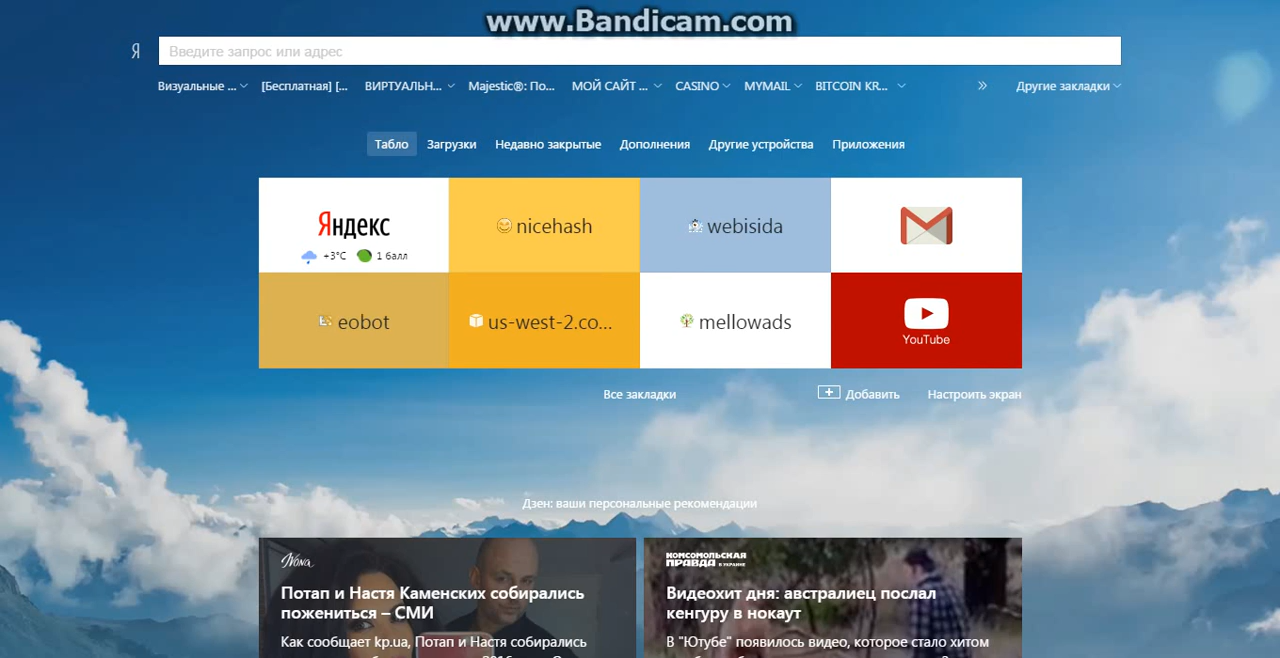 www.Bandicam.com
Я Введите запрос или адрес
Визуальные ... [Бесплатная] [... ВИРТУАЛЬН... Majestic®: По... МОЙ САЙТ ... CASINO MYMAIL BITCOIN KR... » Другие закладки
Табло Загрузки Недавно закрытые Дополнения Другие устройства Приложения
Яндекс
+3°C 1 балл
nicehash
webisida
eobot
us-west-2.co...
mellowads
YouTube
Все закладки Добавить Настроить экран
Дзен: ваши персональные рекомендации
Nona
Потап и Настя Каменских собирались
пожениться – СМИ
Как сообщает kp.ua, Потап и Настя собирались
КОМСОМОЛЬСКАЯ
ПРАВДА В УКРАИНЕ
Видеохит дня: австралиец послал
кенгуру в нокаут
В "Ютубе" появилось видео, которое стало хитом